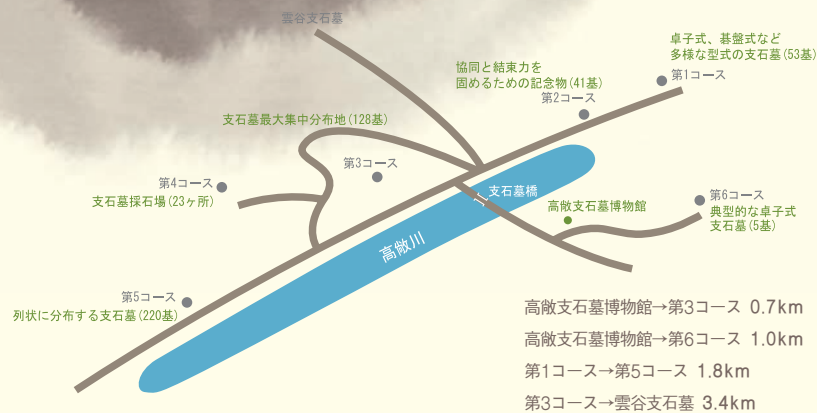 雲谷支石墓
卓子式、碁盤式など
多様な型式の支石墓(53基)
第1コース
協同と結束力を
固めるための記念物(41基)
第2コース
支石墓最大集中分布地(128基)
第3コース
第4コース
支石墓採石場(23ヶ所)
支石墓橋
第6コース
典型的な卓子式
支石墓(5基)
高敞支石墓博物館
高敞川
第5コース
列状に分布する支石墓(220基)
高敞支石墓博物館→第3コース 0.7km
高敞支石墓博物館→第6コース 1.0km
第1コース→第5コース 1.8km
第3コース→雲谷支石墓 3.4km